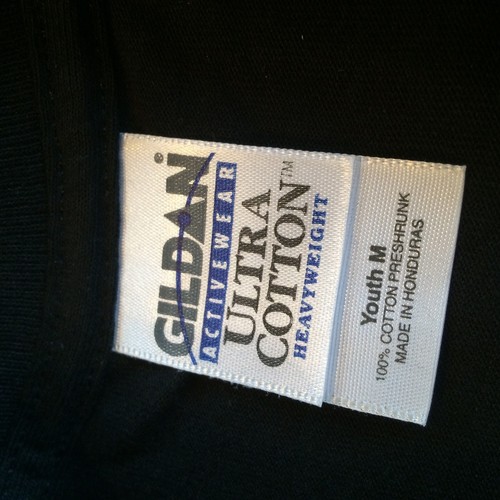 GILDAN®
ACTIVEWEAR
ULTRA
COTTON™
HEAVYWEIGHT
Youth M
100% COTTON PRESHRUNK
MADE IN HONDURAS